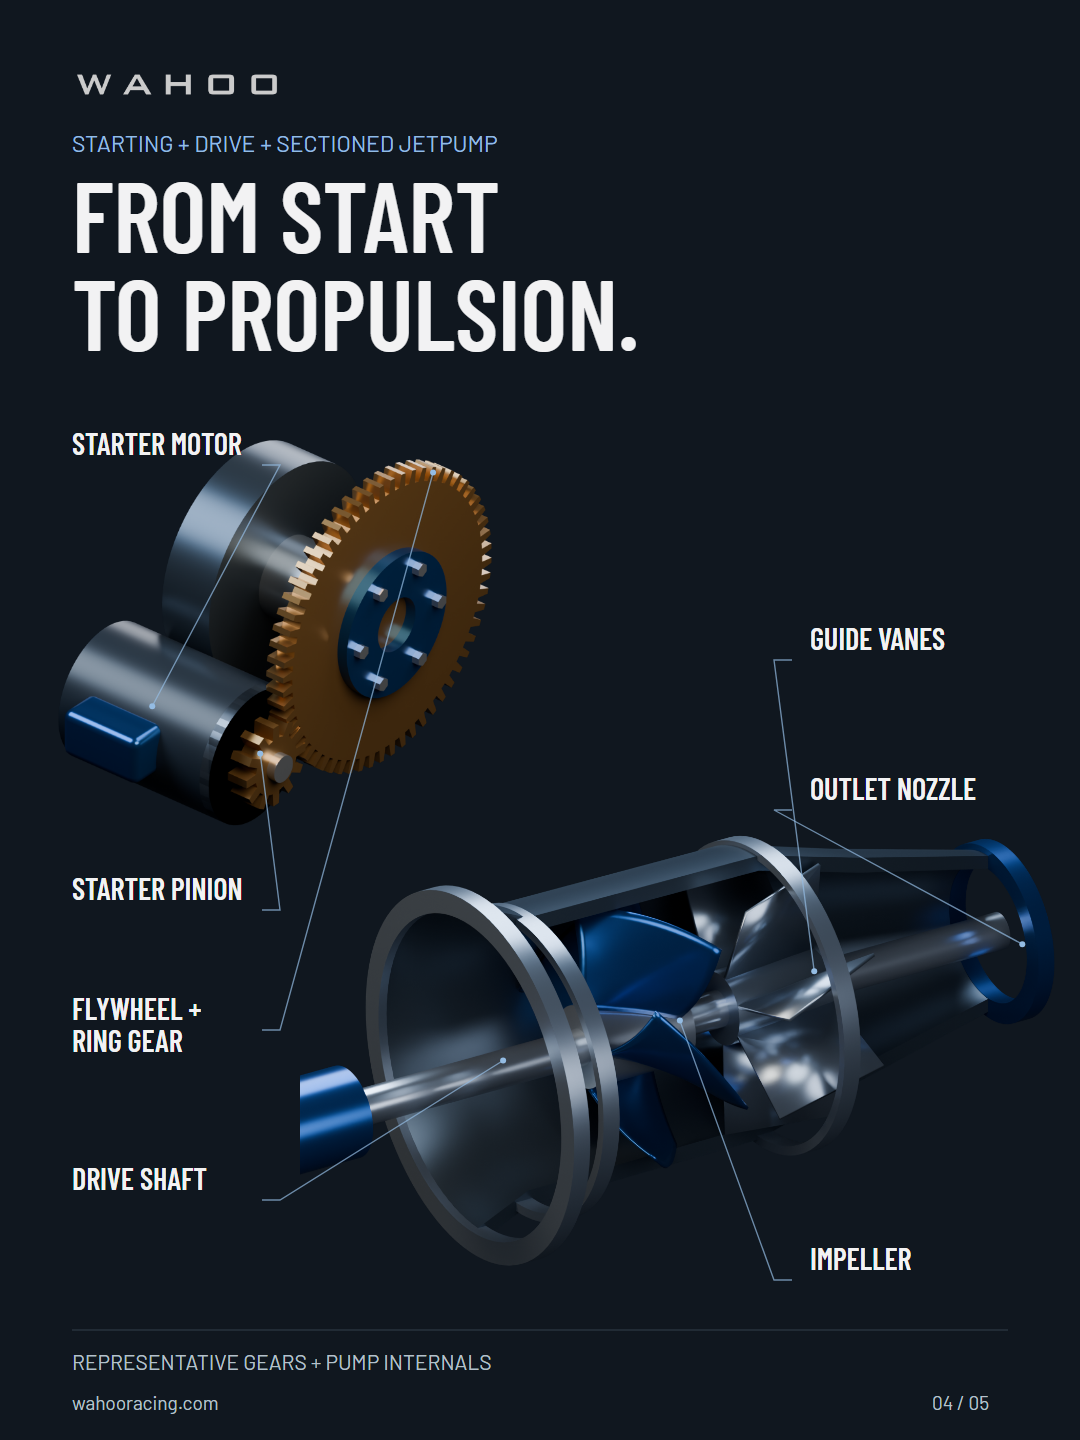 WAHOO
STARTING + DRIVE + SECTIONED JETPUMP
FROM START
TO PROPULSION.
STARTER MOTOR
GUIDE VANES
OUTLET NOZZLE
STARTER PINION
FLYWHEEL +
RING GEAR
DRIVE SHAFT
IMPELLER
REPRESENTATIVE GEARS + PUMP INTERNALS
wahooracing.com
04 / 05